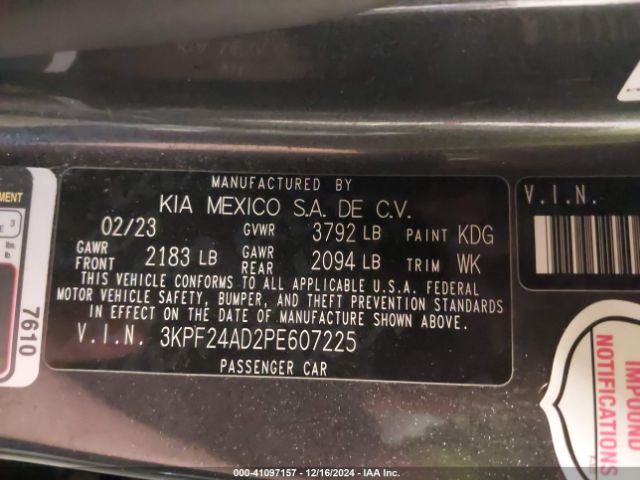 MANUFACTURED BY
KIA MEXICO S.A. DE C.V.
02/23 GVWR 3792 LB PAINT KDG
GAWR FRONT 2183 LB GAWR REAR 2094 LB TRIM WK
THIS VEHICLE CONFORMS TO ALL APPLICABLE U.S.A. FEDERAL
MOTOR VEHICLE SAFETY, BUMPER, AND THEFT PREVENTION STANDARDS
IN EFFECT ON THE DATE OF MANUFACTURE SHOWN ABOVE.
V.I.N. 3KPF24AD2PE607225
PASSENGER CAR
V.I.N.
IMPOUND
NOTIFICATIONS
3
lbs.
lb.
7610
000-41097157 – 12/16/2024 – IAA Inc.